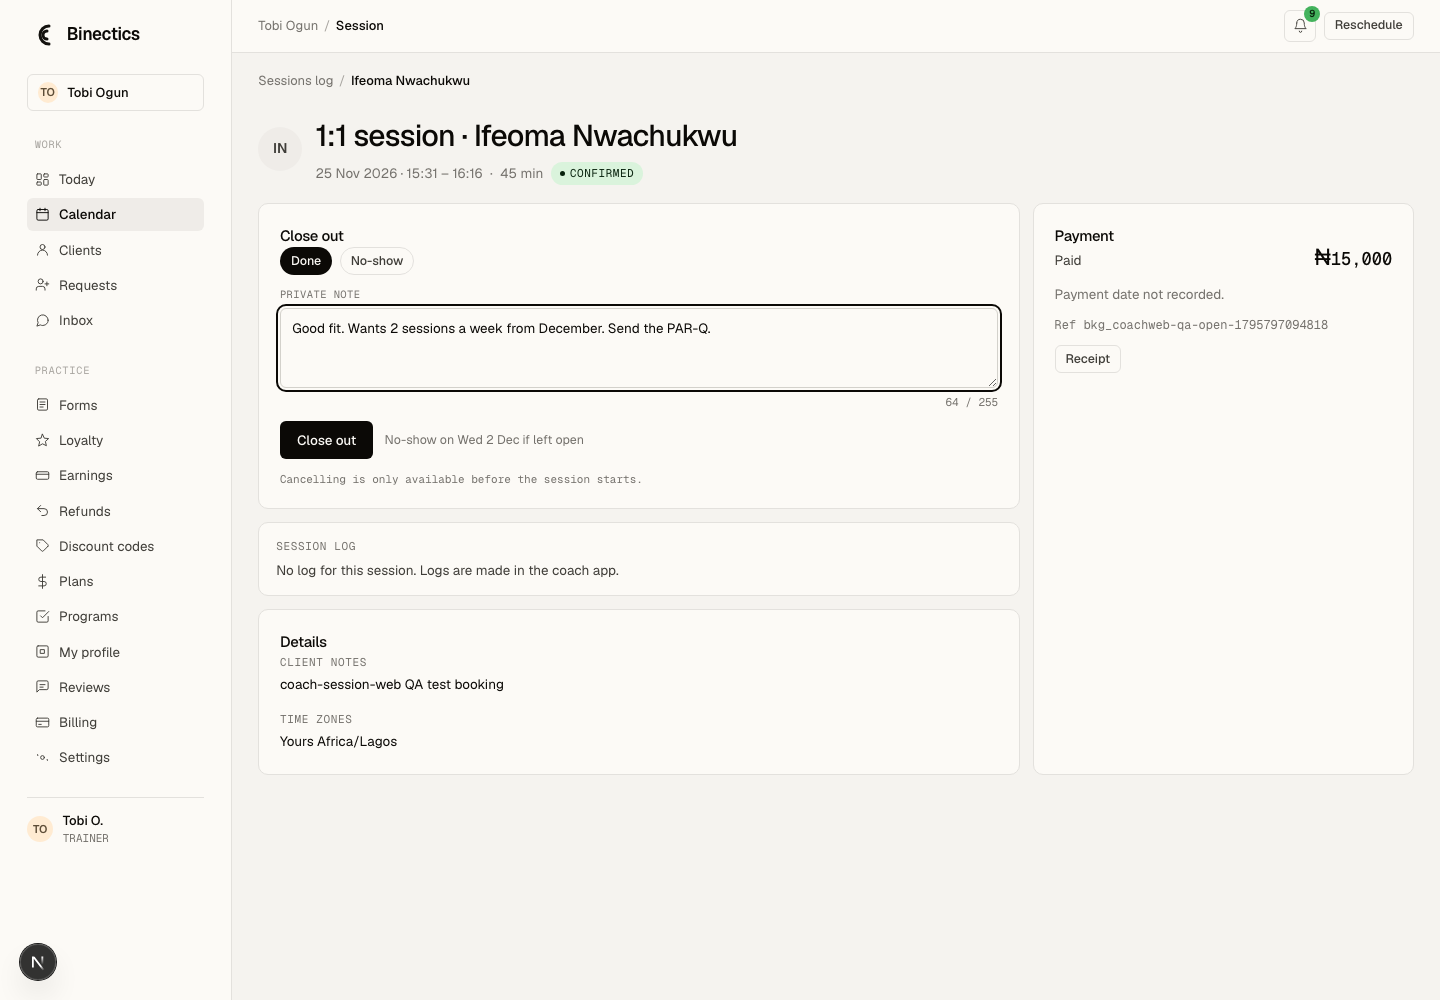 Binectics
TO Tobi Ogun
WORK
Today
Calendar
Clients
Requests
Inbox
PRACTICE
Forms
Loyalty
Earnings
Refunds
Discount codes
Plans
Programs
My profile
Reviews
Billing
Settings
TO Tobi O.
TRAINER
N
Tobi Ogun / Session
9
Reschedule
Sessions log / Ifeoma Nwachukwu
IN
1:1 session · Ifeoma Nwachukwu
25 Nov 2026 · 15:31 – 16:16 · 45 min CONFIRMED
Close out
Done No-show
PRIVATE NOTE
Good fit. Wants 2 sessions a week from December. Send the PAR-Q.
64 / 255
Close out No-show on Wed 2 Dec if left open
Cancelling is only available before the session starts.
SESSION LOG
No log for this session. Logs are made in the coach app.
Details
CLIENT NOTES
coach-session-web QA test booking
TIME ZONES
Yours Africa/Lagos
Payment
Paid ₦15,000
Payment date not recorded.
Ref bkg_coachweb-qa-open-1795797094818
Receipt